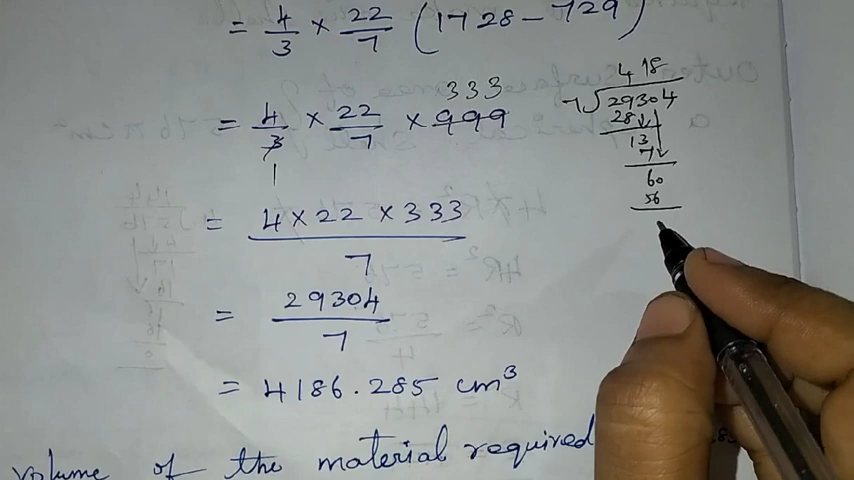 = 4/3 × 22/7 (1728 - 729)
= 4/3 × 22/7 × 999
333
1
= 4 × 22 × 333 / 7
= 29304 / 7
= 4186.285 cm³
volume of the material required
418
7√29304
28
13
7
60
56